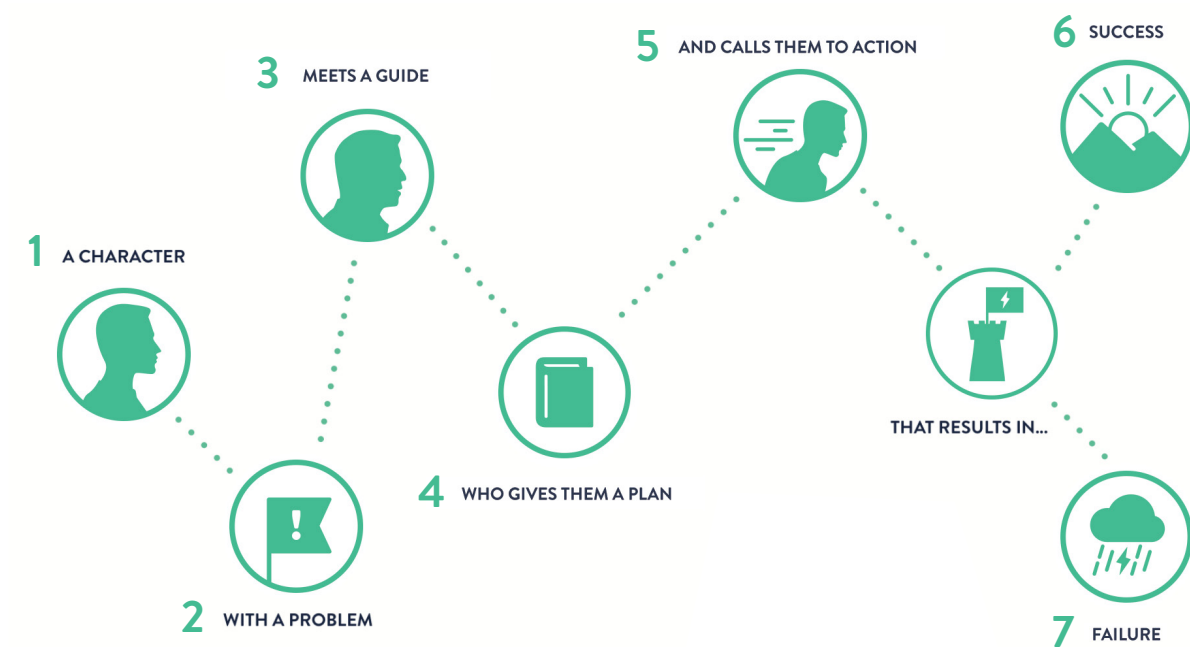 1 A CHARACTER
2 WITH A PROBLEM
3 MEETS A GUIDE
4 WHO GIVES THEM A PLAN
5 AND CALLS THEM TO ACTION
THAT RESULTS IN...
6 SUCCESS
7 FAILURE